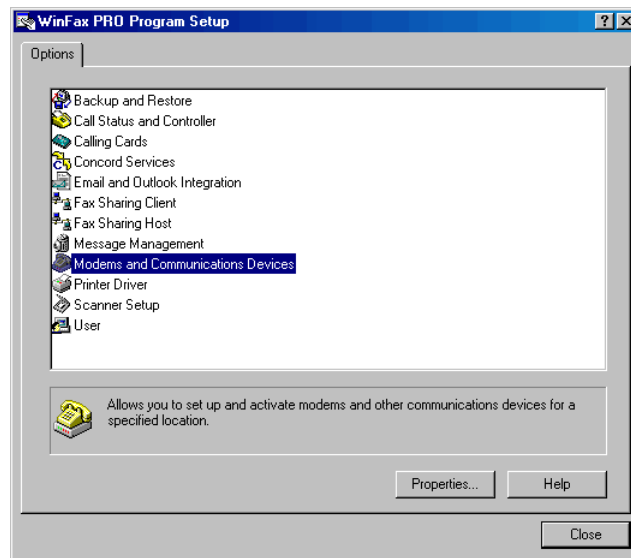 WinFax PRO Program Setup
Options
Backup and Restore
Call Status and Controller
Calling Cards
Concord Services
Email and Outlook Integration
Fax Sharing Client
Fax Sharing Host
Message Management
Modems and Communications Devices
Printer Driver
Scanner Setup
User
Allows you to set up and activate modems and other communications devices for a
specified location.
Properties...
Help
Close